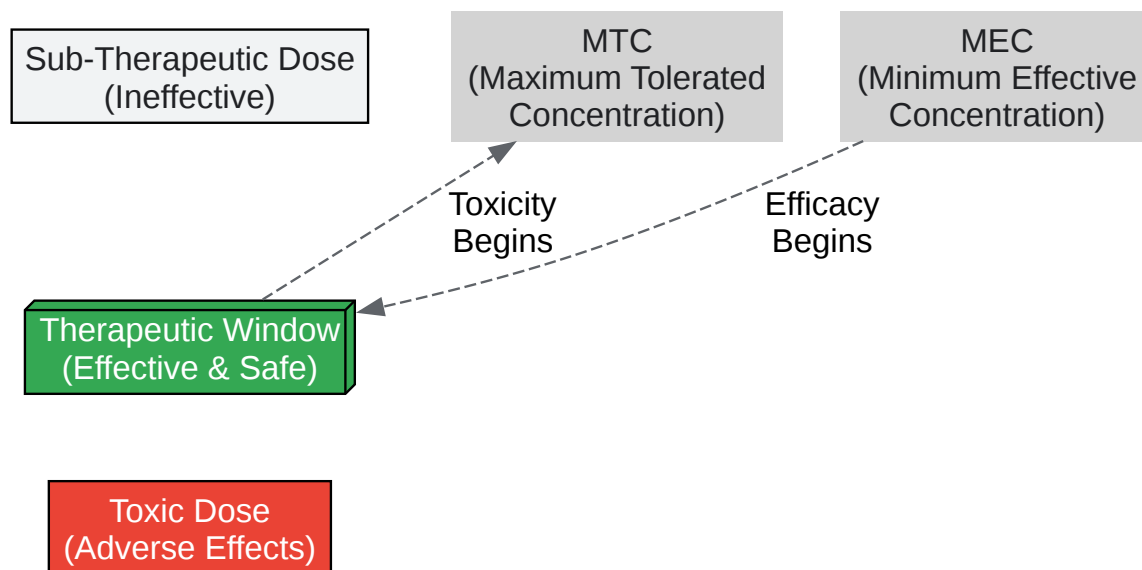 Sub-Therapeutic Dose
(Ineffective)
MTC
(Maximum Tolerated
Concentration)
MEC
(Minimum Effective
Concentration)
Toxicity
Begins
Efficacy
Begins
Therapeutic Window
(Effective & Safe)
Toxic Dose
(Adverse Effects)